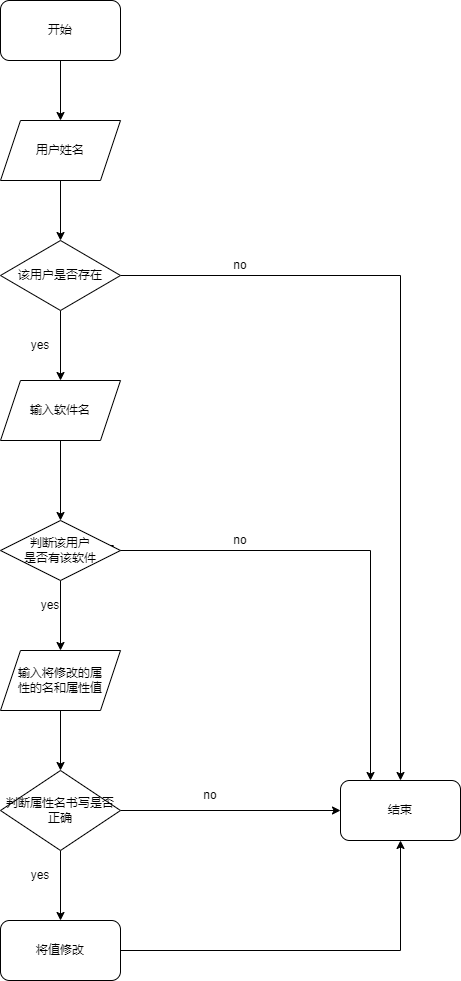 开始
用户姓名
该用户是否存在
no
yes
输入软件名
判断该用户
是否有该软件
no
yes
输入将修改的属
性的名和属性值
判断属性名书写是否
正确
no
结束
yes
将值修改